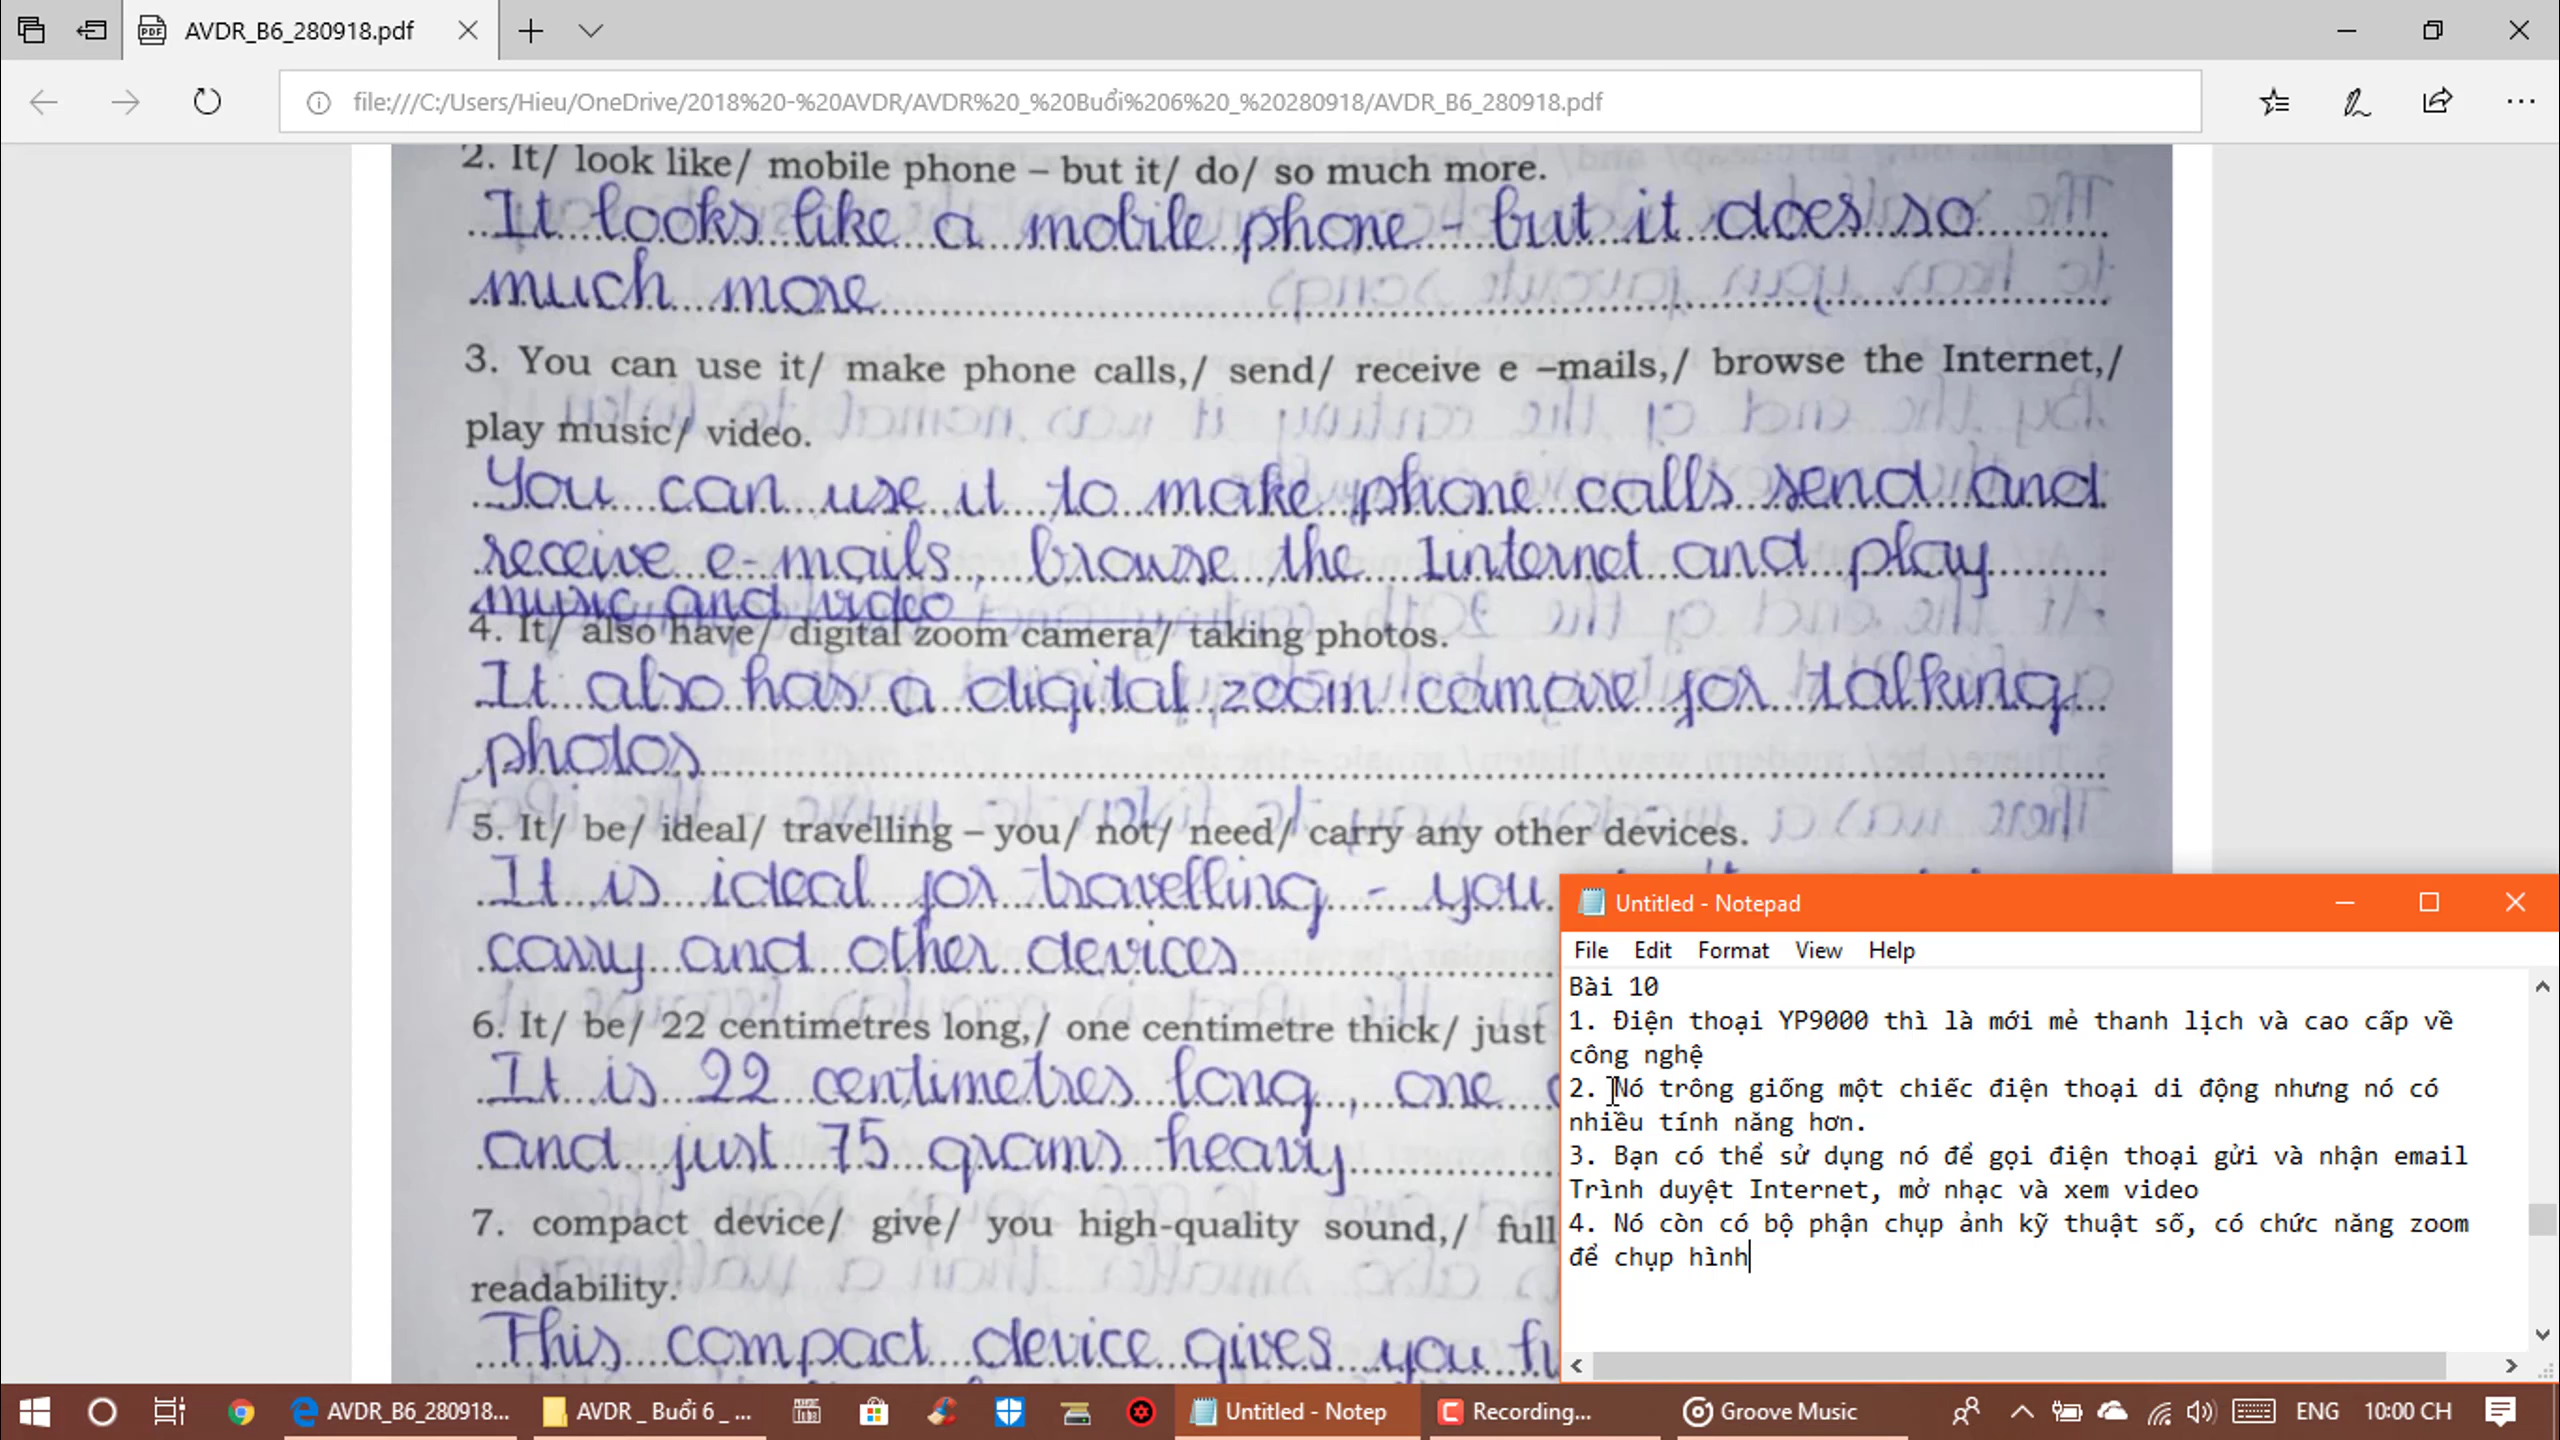 AVDR_B6_280918.pdf
file:///C:/Users/Hieu/OneDrive/2018%20-%20AVDR/AVDR%20_%20Buổi%206%20_%20280918/AVDR_B6_280918.pdf
2. It/ look like/ mobile phone – but it/ do/ so much more.
It looks like a mobile phone - but it does so
much more
3. You can use it/ make phone calls,/ send/ receive e –mails,/ browse the Internet,/
play music/ video.
You can use it to make phone calls send and
receive e-mails, browse the Iinternet and play
music and video
4. It/ also have/ digital zoom camera/ taking photos.
It also has a digital zoom camare for talking
photos
5. It/ be/ ideal/ travelling – you/ not/ need/ carry any other devices.
It is ideal for travelling - you
carry and other devices
6. It/ be/ 22 centimetres long,/ one centimetre thick/ just
It is 22 centimetres long, one
and just 75 grams heavy
7. compact device/ give/ you high-quality sound,/ full
readability.
This compact device gives you
Untitled - Notepad
File Edit Format View Help
Bài 10
1. Điện thoại YP9000 thì là mới mẻ thanh lịch và cao cấp về
công nghệ
2. Nó trông giống một chiếc điện thoại di động nhưng nó có
nhiều tính năng hơn.
3. Bạn có thể sử dụng nó để gọi điện thoại gửi và nhận email
Trình duyệt Internet, mở nhạc và xem video
4. Nó còn có bộ phận chụp ảnh kỹ thuật số, có chức năng zoom
để chụp hình
AVDR_B6_280918... AVDR _ Buổi 6 _ ... Untitled - Notep Recording... Groove Music ENG 10:00 CH